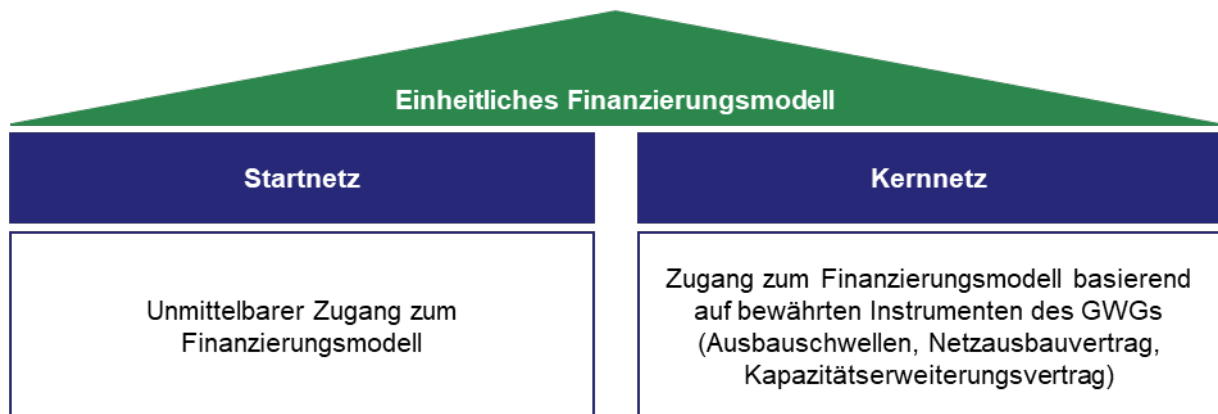 Einheitliches Finanzierungsmodell
Startnetz
Kernnetz
Unmittelbarer Zugang zum
Finanzierungsmodell
Zugang zum Finanzierungsmodell basierend
auf bewährten Instrumenten des GWGs
(Ausbauschwellen, Netzausbauvertrag,
Kapazitätserweiterungsvertrag)